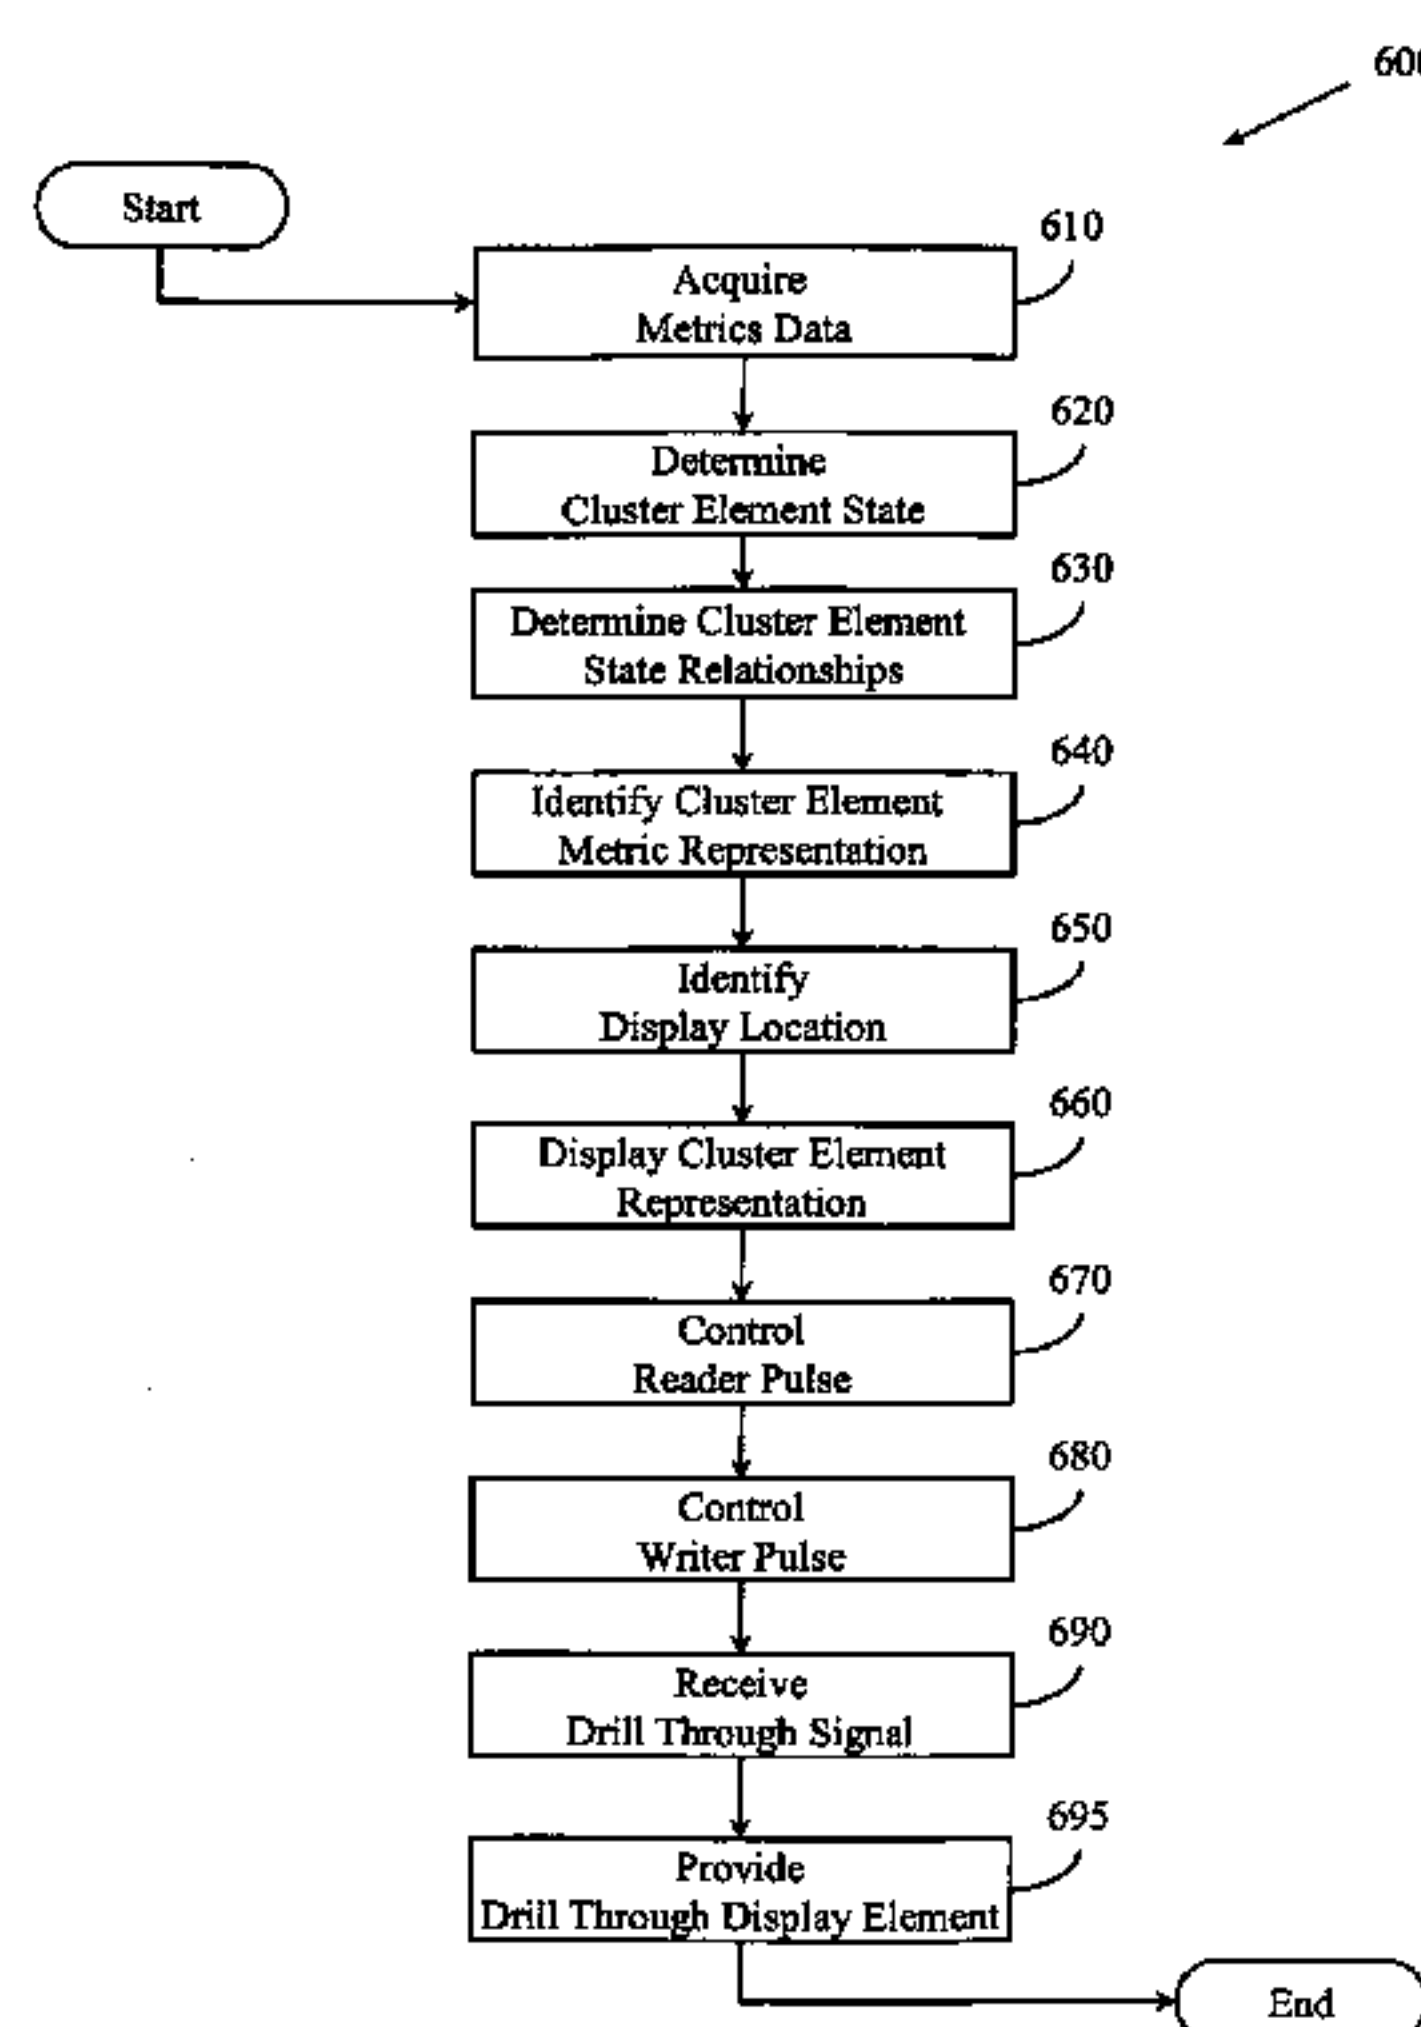 600
Start
610
Acquire
Metrics Data
620
Determine
Cluster Element State
630
Determine Cluster Element
State Relationships
640
Identify Cluster Element
Metric Representation
650
Identify
Display Location
660
Display Cluster Element
Representation
670
Control
Reader Pulse
680
Control
Writer Pulse
690
Receive
Drill Through Signal
695
Provide
Drill Through Display Element
End